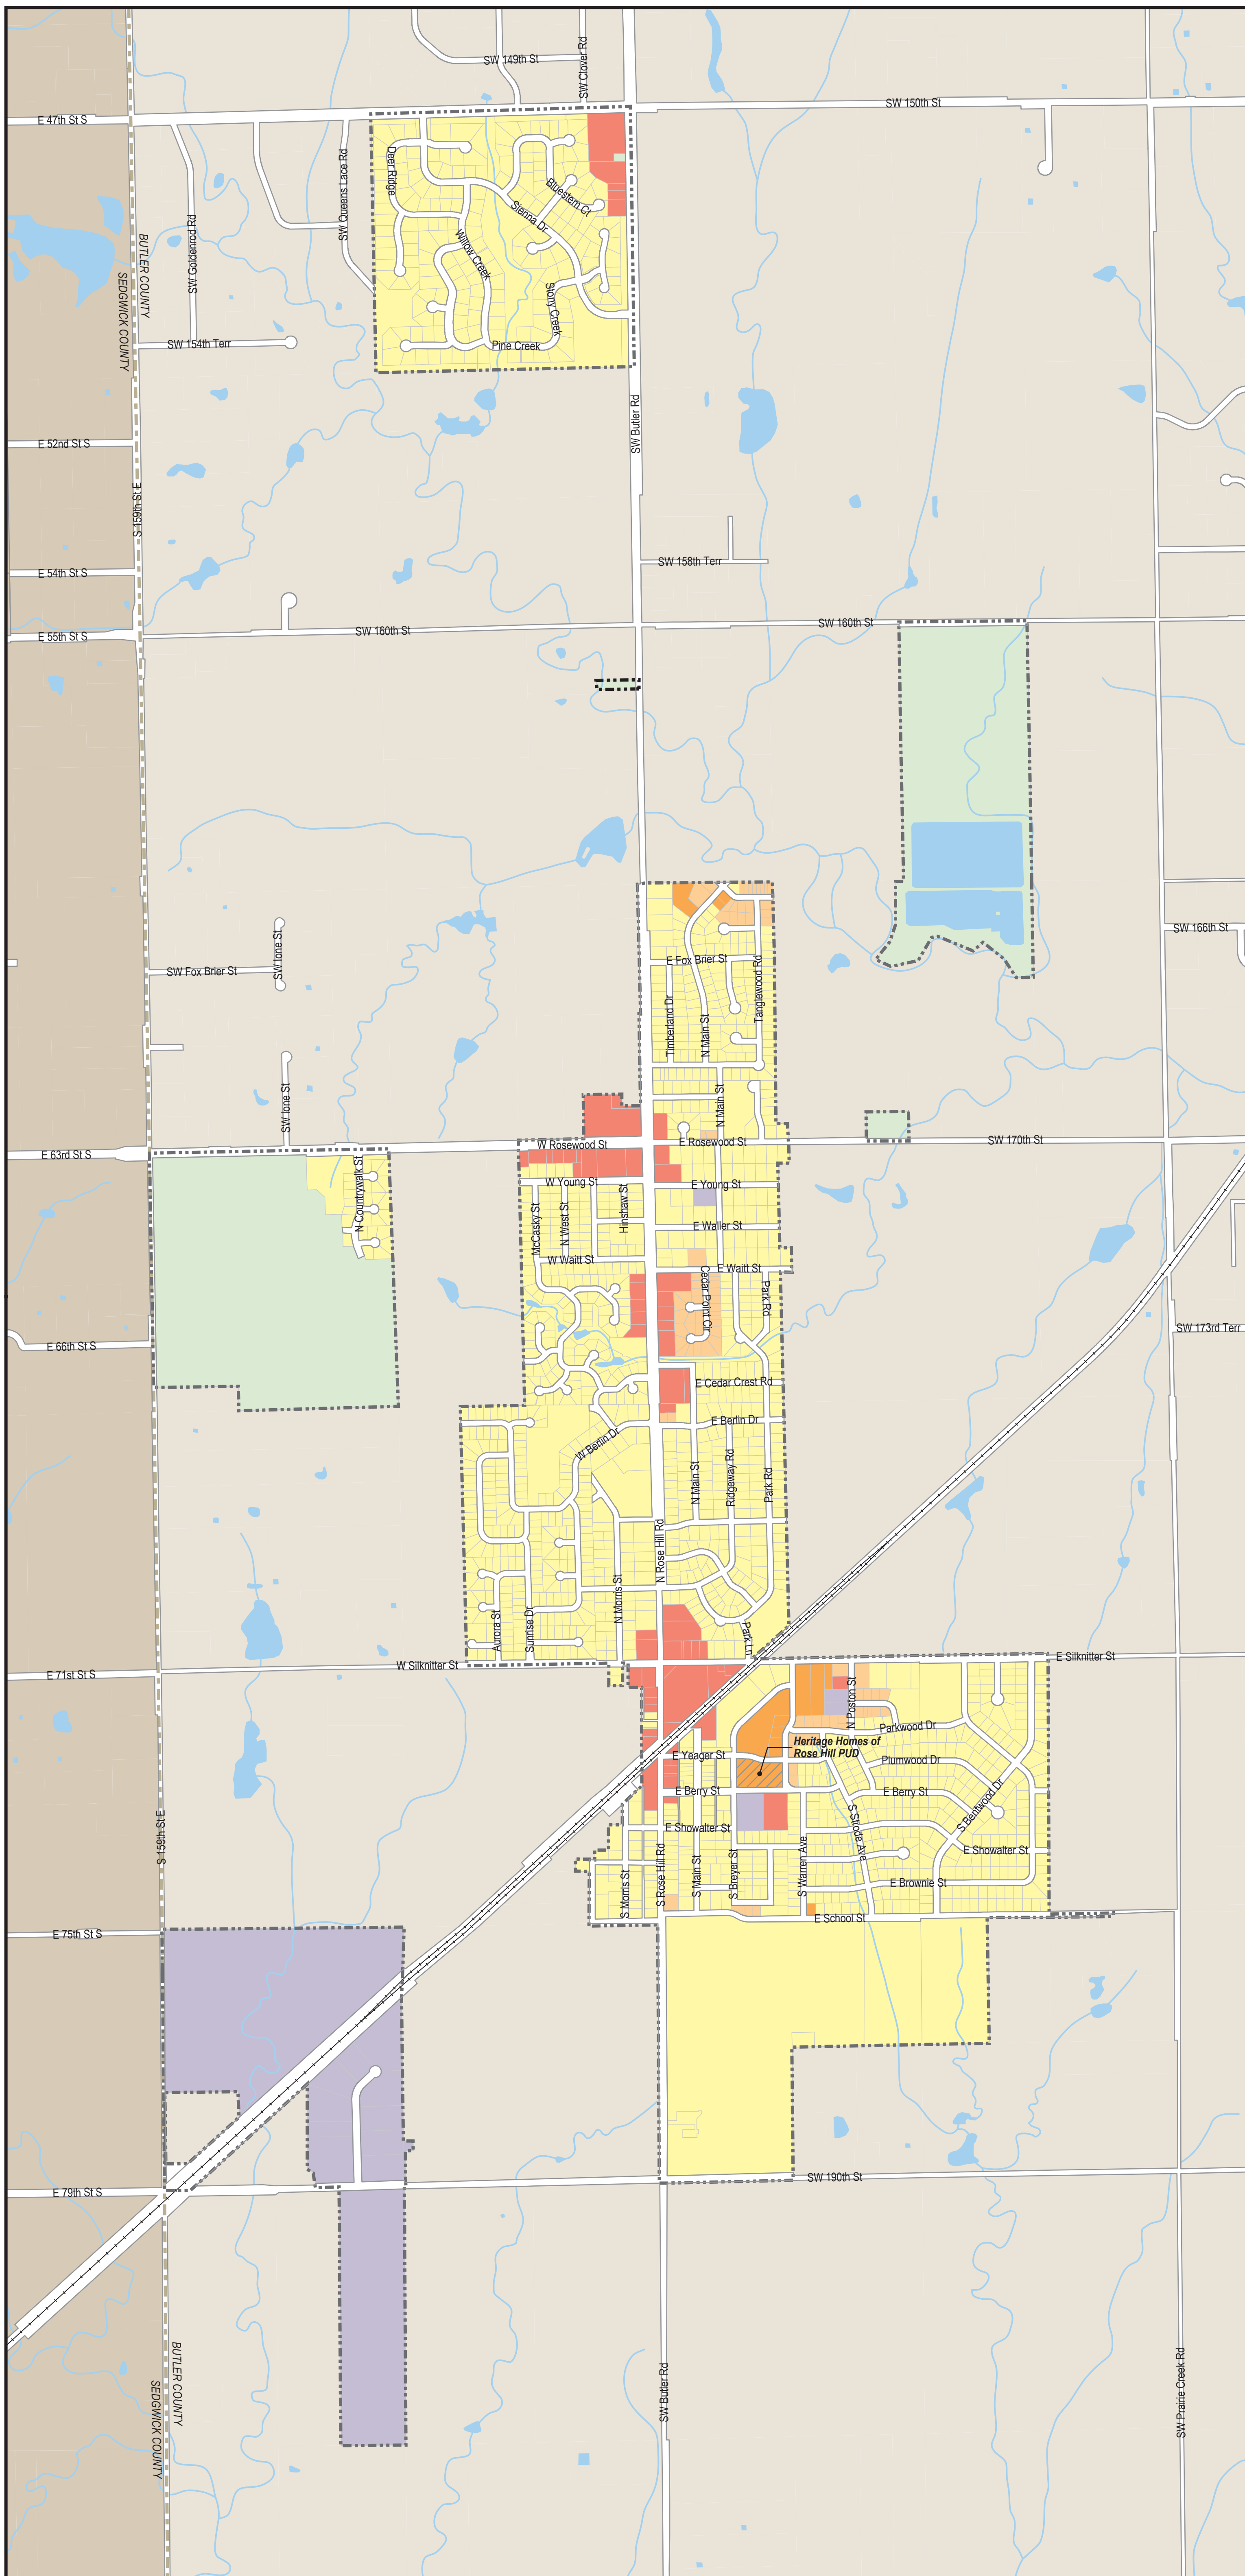 SW 149th St
SW Clover Rd
SW 150th St
E 47th St S
Deer Ridge
SW Queens Lace Rd
Bluestem Ct
Sienna Dr
SW Goldenrod Rd
BUTLER COUNTY
SEDGWICK COUNTY
Willow Creek
Stony Creek
SW 154th Terr
Pine Creek
SW Butler Rd
E 52nd St S
S 159th St E
SW 158th Terr
E 54th St S
E 55th St S
SW 160th St
SW 160th St
SW 166th St
SW Fox Brier St
SW Ione St
E Fox Brier St
Timberland Dr
N Main St
Tanglewood Rd
SW Ione St
N Main St
E 63rd St S
W Rosewood St
E Rosewood St
SW 170th St
N Countrywalk St
W Young St
E Young St
McCasky St
N West St
Hinshaw St
E Waller St
W Waitt St
E Waitt St
Cedar Point Cir
Park Rd
SW 173rd Terr
E 66th St S
E Cedar Crest Rd
E Berlin Dr
W Berlin Dr
N Main St
Ridgeway Rd
Park Rd
N Rose Hill Rd
N Morris St
Aurora St
Sunrise Dr
Park Ln
W Silknitter St
E Silknitter St
E 71st St S
N Poston St
Parkwood Dr
Heritage Homes of
Rose Hill PUD
E Yeager St
Plumwood Dr
E Berry St
E Berry St
S Bentwood Dr
S Strode Ave
S 159th St E
E Showalter St
E Showalter St
S Morris St
S Rose Hill Rd
S Main St
S Breyer St
S Warren Ave
E Brownie St
E School St
E 75th St S
SW 190th St
E 79th St S
BUTLER COUNTY
SEDGWICK COUNTY
SW Butler Rd
SW Prairie Creek Rd